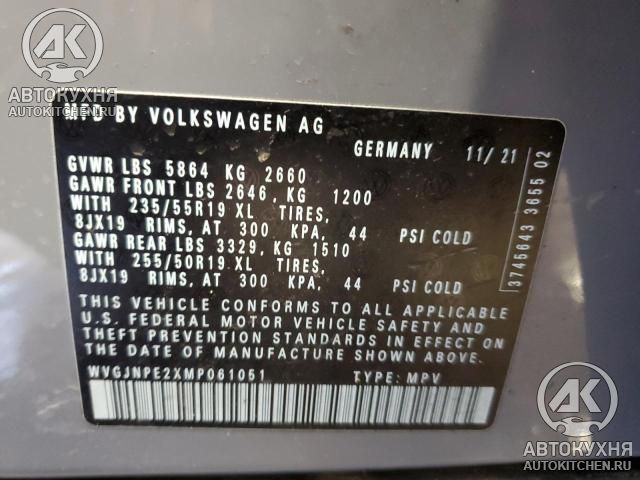 АК
АВТОКУХНЯ
AUTOKITCHEN.RU
MFD BY VOLKSWAGEN AG
GERMANY 11/21
GVWR LBS 5864 KG 2660
GAWR FRONT LBS 2646, KG 1200
WITH 235/55R19 XL TIRES,
8JX19 RIMS, AT 300 KPA, 44 PSI COLD
GAWR REAR LBS 3329, KG 1510
WITH 255/50R19 XL TIRES,
8JX19 RIMS, AT 300 KPA, 44 PSI COLD
THIS VEHICLE CONFORMS TO ALL APPLICABLE
U.S. FEDERAL MOTOR VEHICLE SAFETY AND
THEFT PREVENTION STANDARDS IN EFFECT ON
THE DATE OF MANUFACTURE SHOWN ABOVE.
WVGJNPE2XMP061051 TYPE: MPV
3745643 3655 02
АК
АВТОКУХНЯ
AUTOKITCHEN.RU